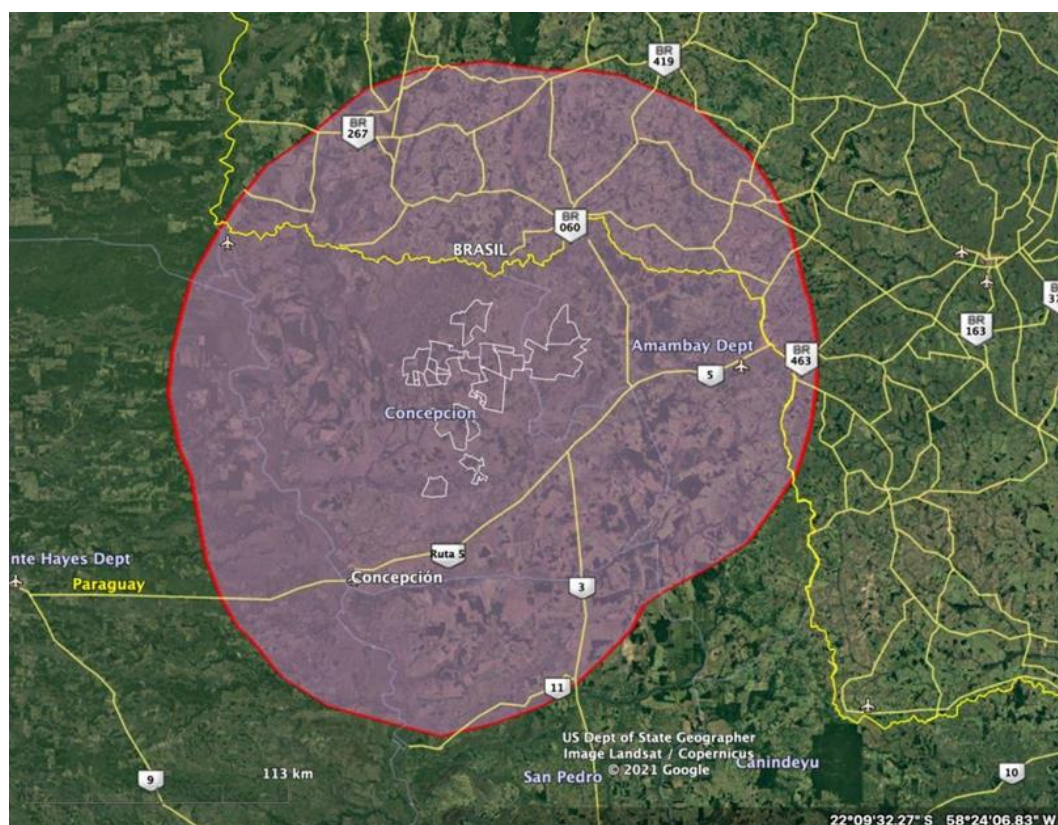 BR
419
BR
267
BR
060
BRASIL
BR
163
Amambay Dept
BR
463
5
Concepcion
Ruta 5
nte Hayes Dept
Paraguay
Concepción
3
11
US Dept of State Geographer
Image Landsat / Copernicus
© 2021 Google
113 km
San Pedro
Canindeyu
9
10
22°09'32.27" S 58°24'06.83" W